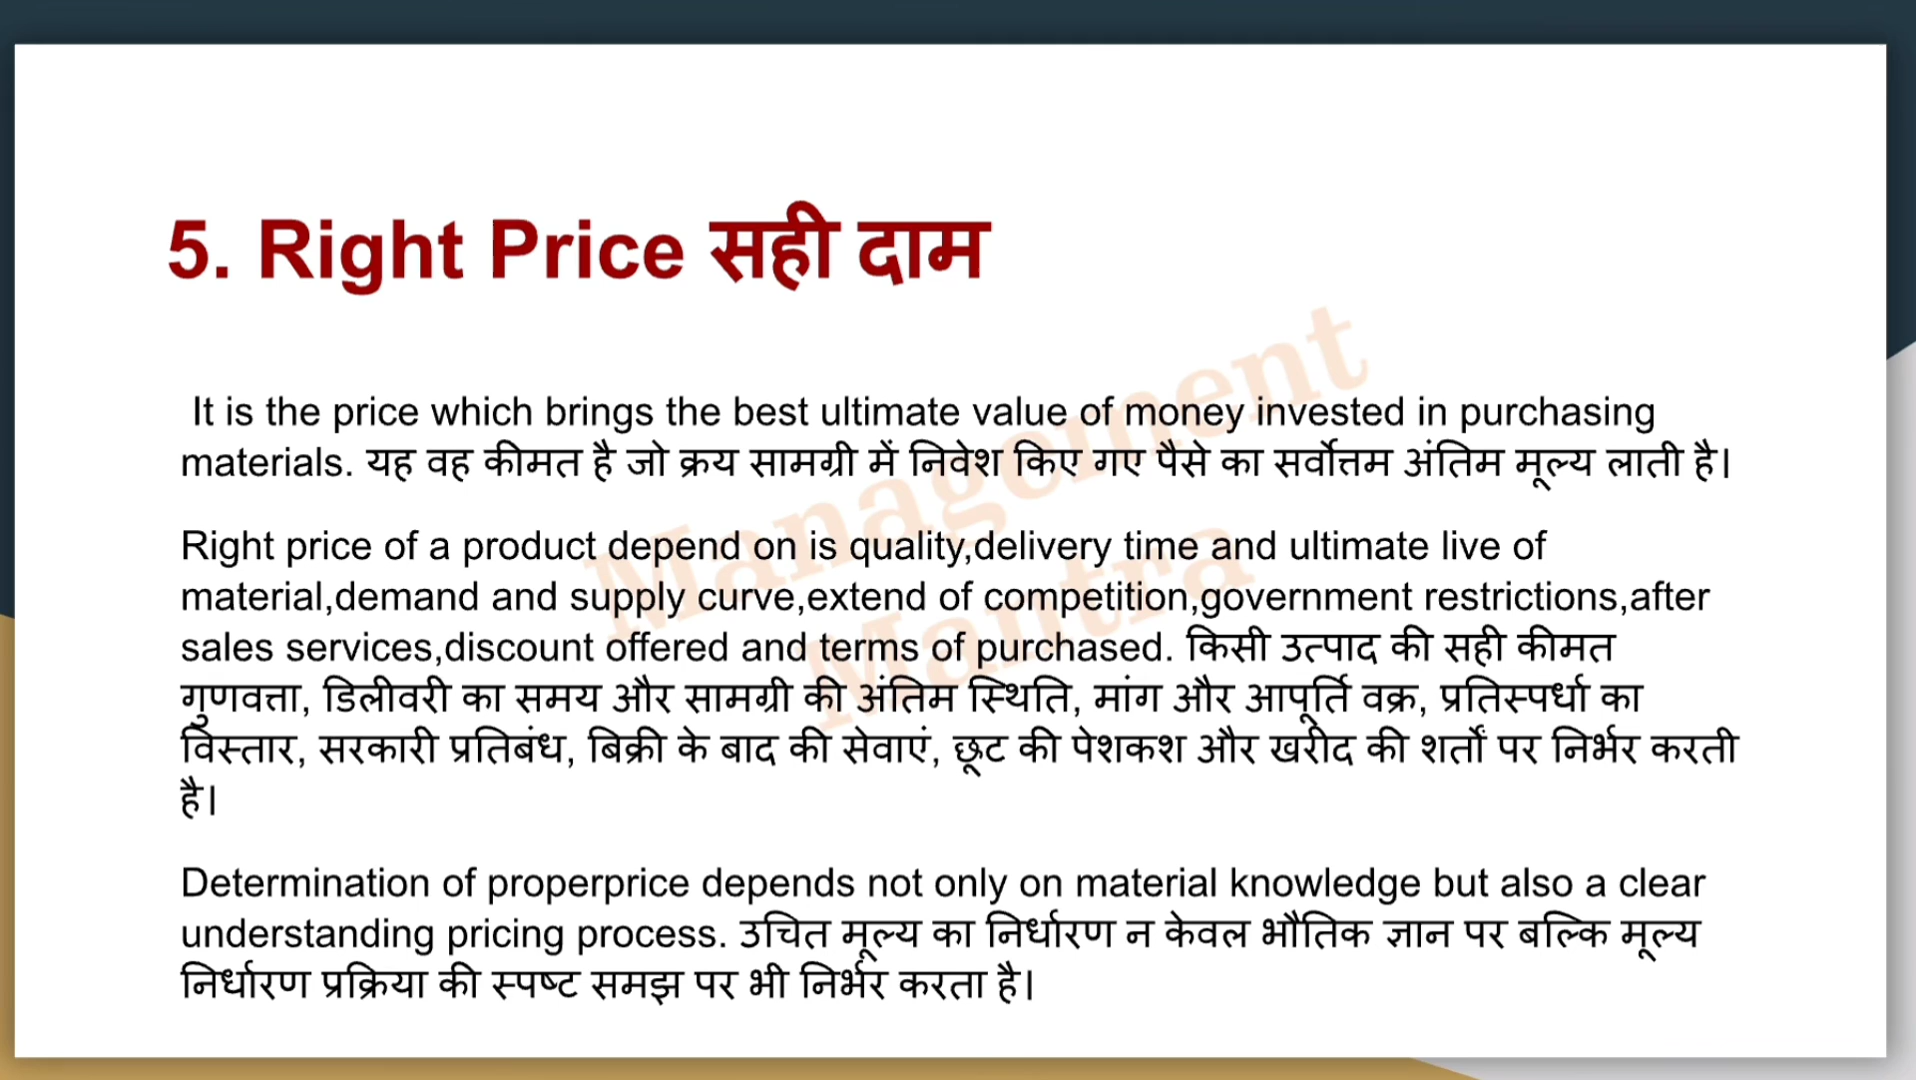 5. Right Price सही दाम
It is the price which brings the best ultimate value of money invested in purchasing
materials. यह वह कीमत है जो क्रय सामग्री में निवेश किए गए पैसे का सर्वोत्तम अंतिम मूल्य लाती है।
Right price of a product depend on is quality,delivery time and ultimate live of
material,demand and supply curve,extend of competition,government restrictions,after
sales services,discount offered and terms of purchased. किसी उत्पाद की सही कीमत
गुणवत्ता, डिलीवरी का समय और सामग्री की अंतिम स्थिति, मांग और आपूर्ति वक्र, प्रतिस्पर्धा का
विस्तार, सरकारी प्रतिबंध, बिक्री के बाद की सेवाएं, छूट की पेशकश और खरीद की शर्तों पर निर्भर करती
है।
Determination of properprice depends not only on material knowledge but also a clear
understanding pricing process. उचित मूल्य का निर्धारण न केवल भौतिक ज्ञान पर बल्कि मूल्य
निर्धारण प्रक्रिया की स्पष्ट समझ पर भी निर्भर करता है।
Management
Mantra